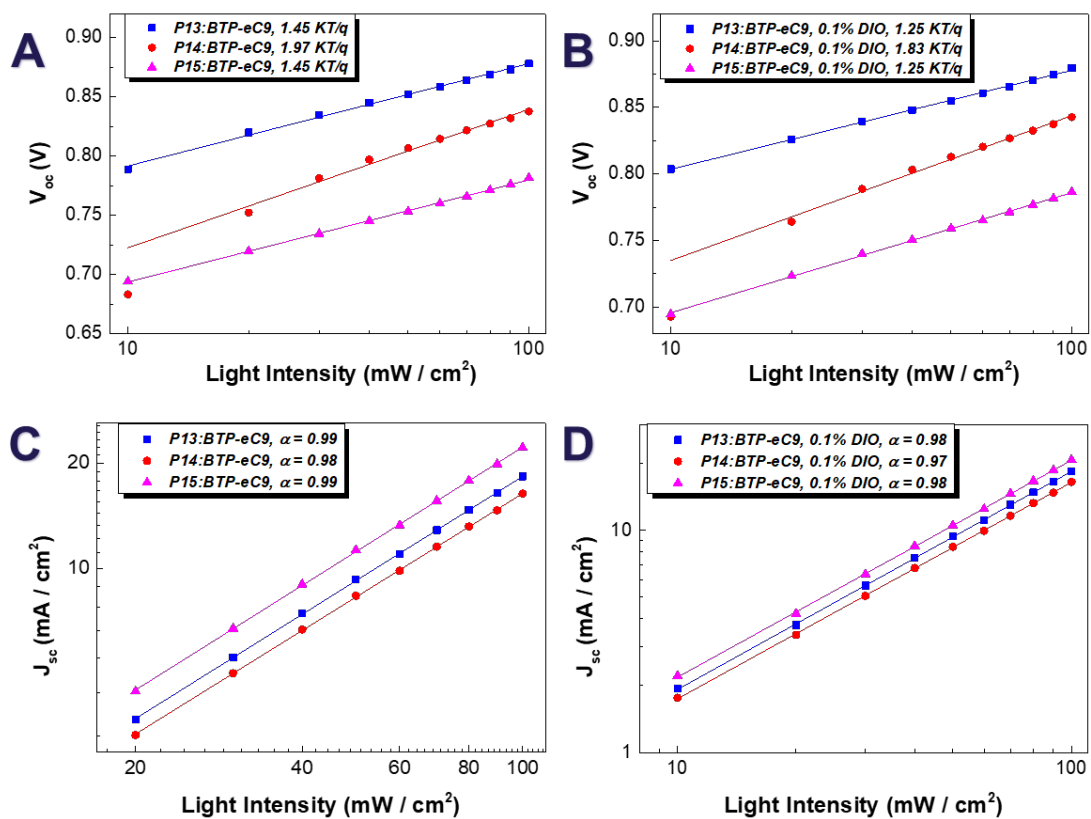 A
P13:BTP-eC9, 1.45 KT/q
P14:BTP-eC9, 1.97 KT/q
P15:BTP-eC9, 1.45 KT/q
0.90
0.85
0.80
0.75
0.70
0.65
Voc (V)
10
100
Light Intensity (mW / cm²)
B
P13:BTP-eC9, 0.1% DIO, 1.25 KT/q
P14:BTP-eC9, 0.1% DIO, 1.83 KT/q
P15:BTP-eC9, 0.1% DIO, 1.25 KT/q
0.90
0.85
0.80
0.75
0.70
Voc (V)
10
100
Light Intensity (mW / cm²)
C
P13:BTP-eC9, α = 0.99
P14:BTP-eC9, α = 0.98
P15:BTP-eC9, α = 0.99
20
10
Jsc (mA / cm²)
20
40
60
80
100
Light Intensity (mW / cm²)
D
P13:BTP-eC9, 0.1% DIO, α = 0.98
P14:BTP-eC9, 0.1% DIO, α = 0.97
P15:BTP-eC9, 0.1% DIO, α = 0.98
10
1
Jsc (mA / cm²)
10
100
Light Intensity (mW / cm²)